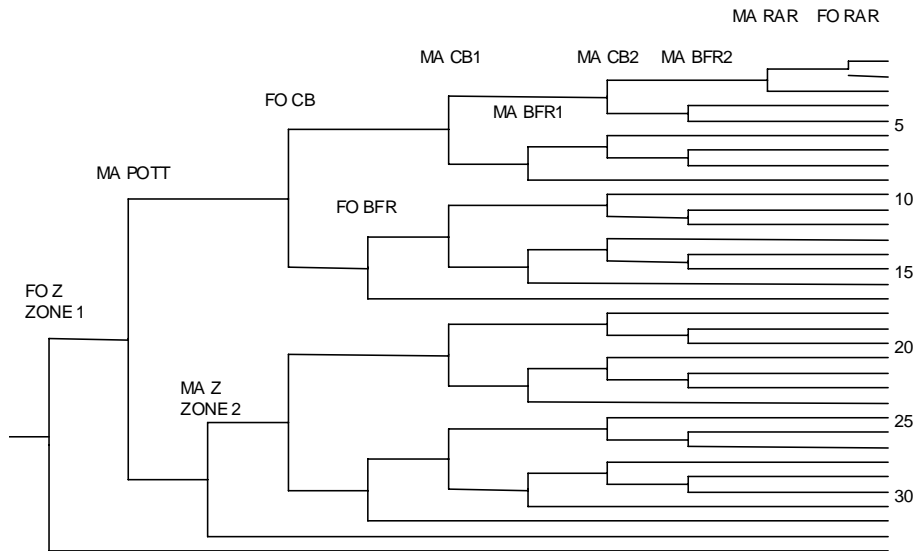 MA RAR FO RAR
MA CB1 MA CB2 MA BFR2
FO CB
MA BFR1
5
MA POTT
FO BFR
10
15
FO Z
ZONE 1
20
MA Z
ZONE 2
25
30